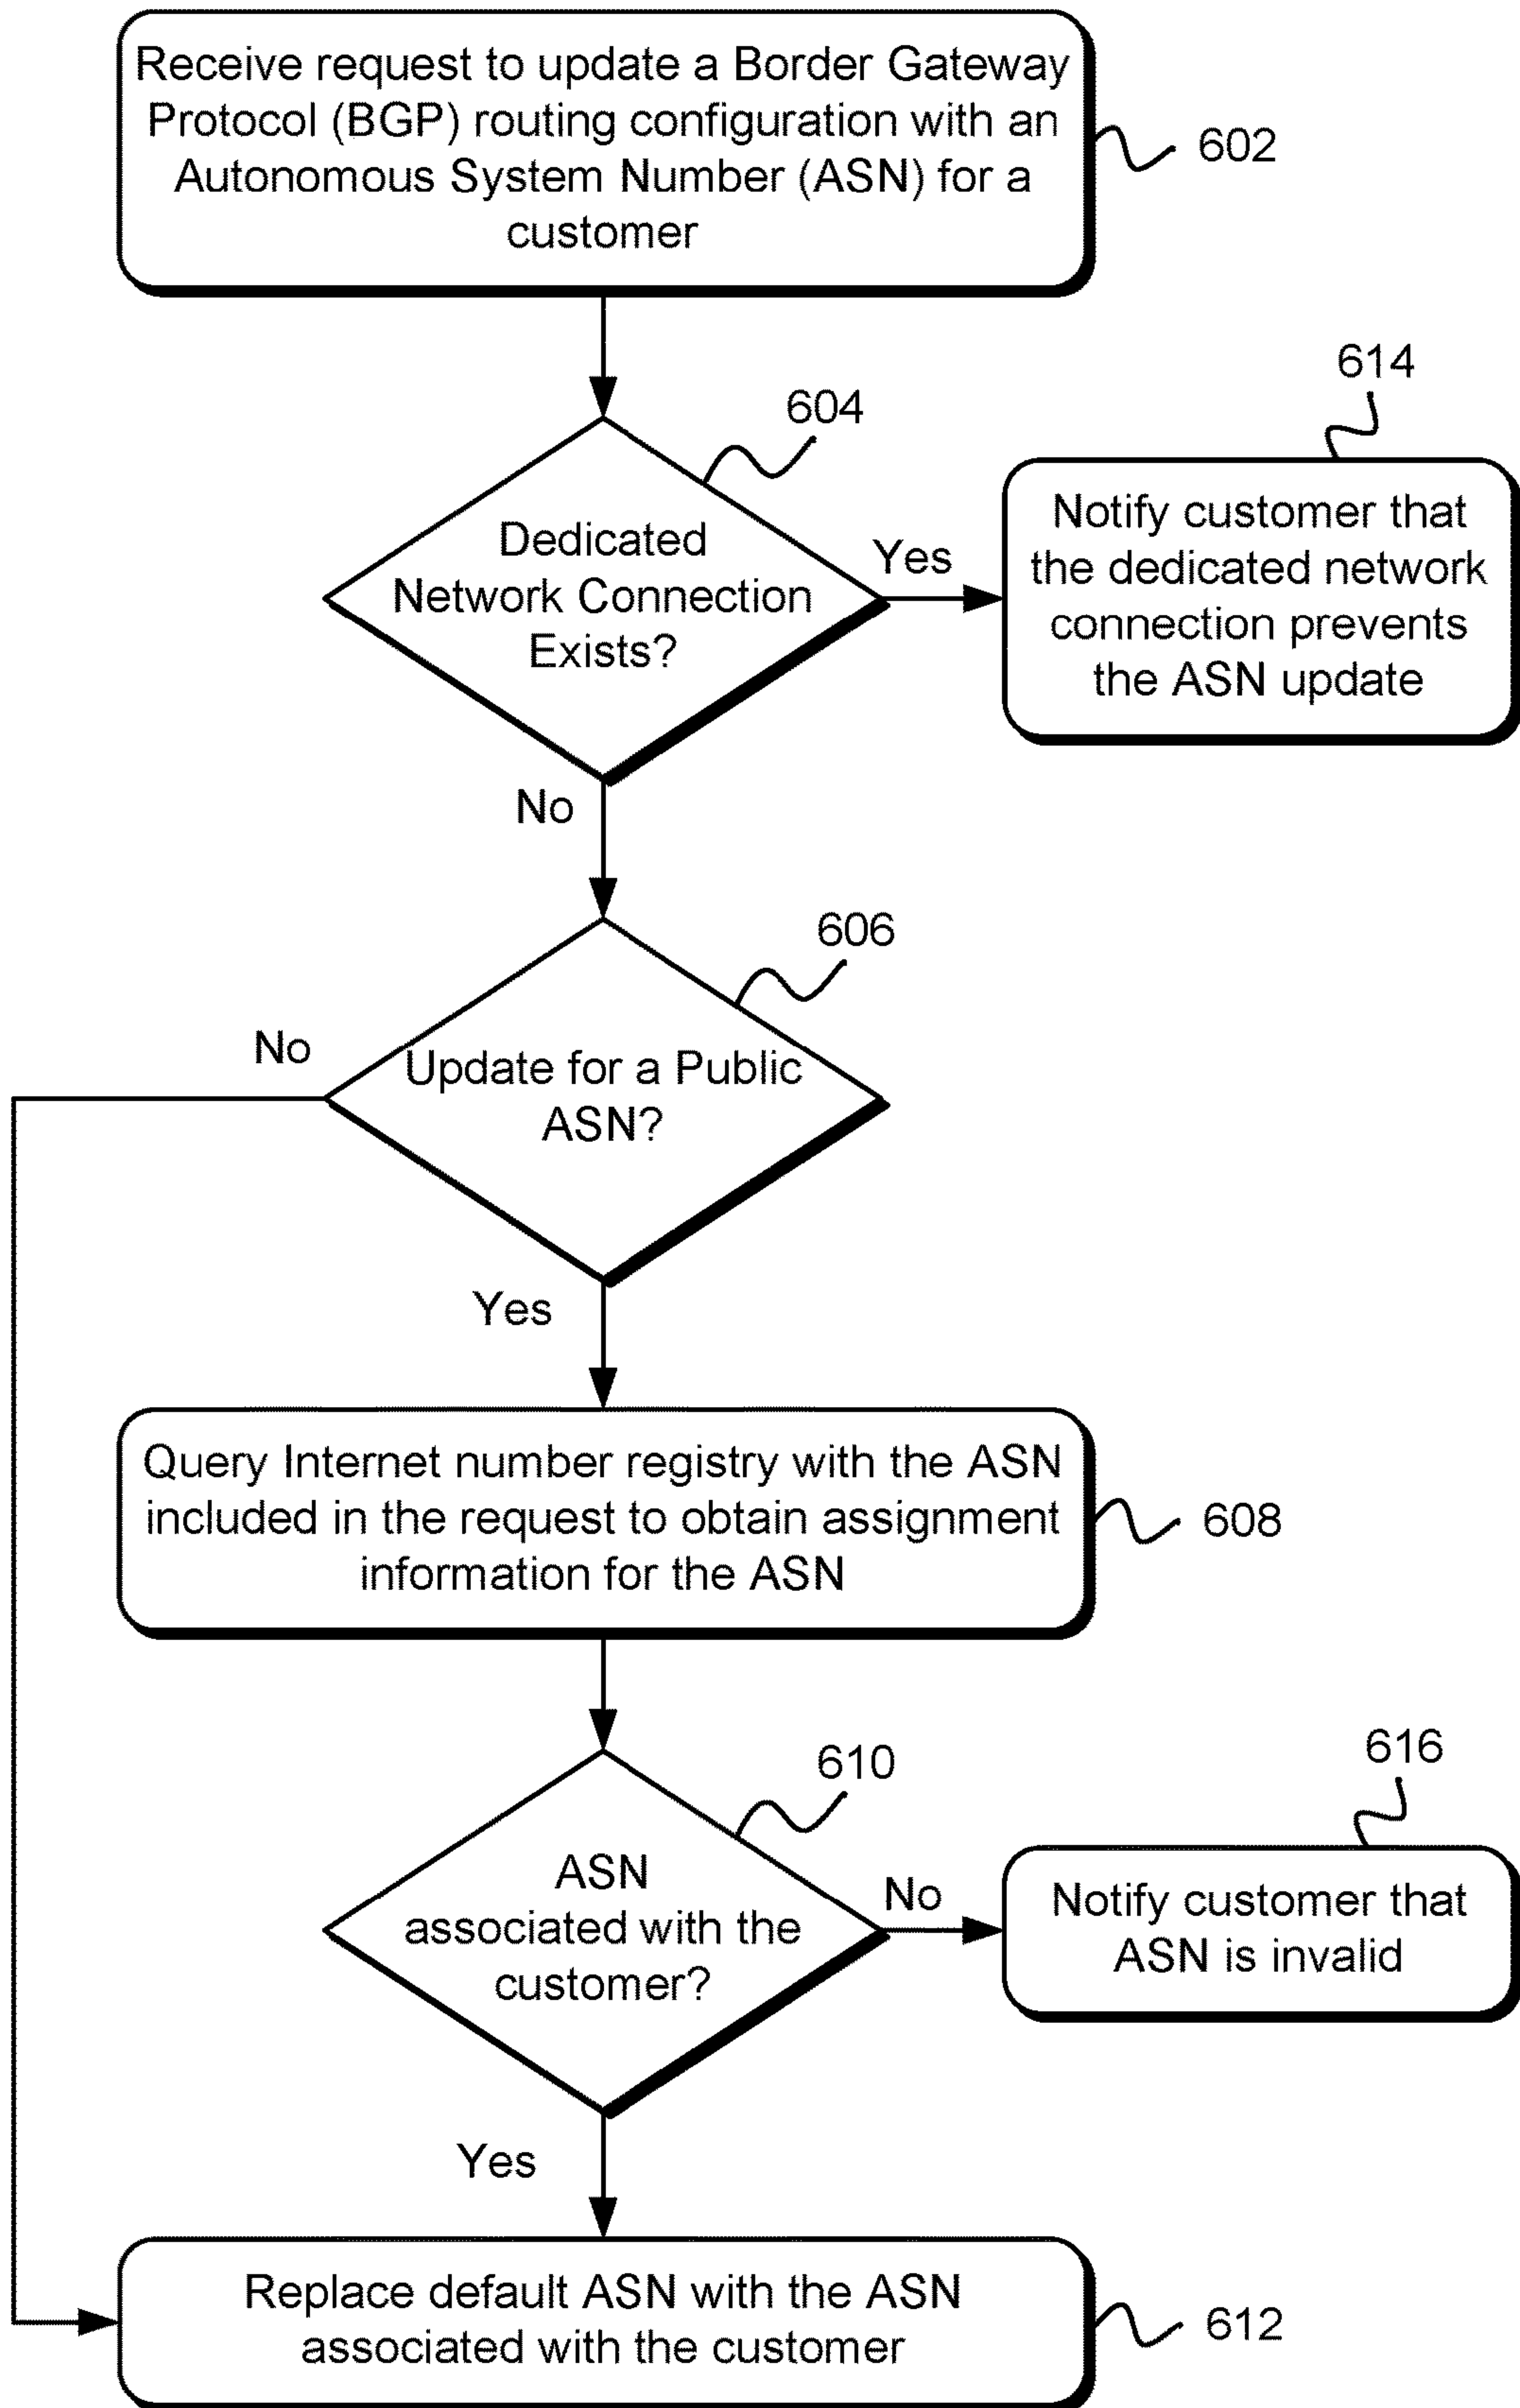 Receive request to update a Border Gateway
Protocol (BGP) routing configuration with an
Autonomous System Number (ASN) for a
customer
602
604
614
Dedicated
Network Connection
Exists?
Yes
Notify customer that
the dedicated network
connection prevents
the ASN update
No
606
No
Update for a Public
ASN?
Yes
Query Internet number registry with the ASN
included in the request to obtain assignment
information for the ASN
608
610
616
ASN
associated with the
customer?
No
Notify customer that
ASN is invalid
Yes
Replace default ASN with the ASN
associated with the customer
612